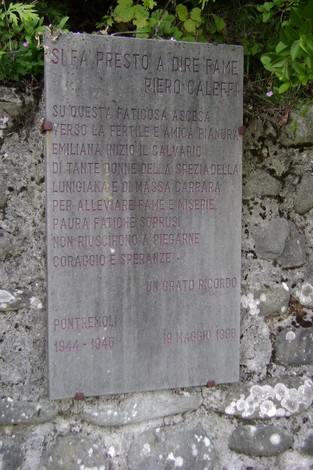 SI FA PRESTO A DIRE FAME
PIERO CALEFFI
SU QUESTA FATICOSA ASCESA
VERSO LA FERTILE E AMICA PIANURA
EMILIANA INIZIO IL CALVARIO
DI TANTE DONNE DELLA SPEZIA DELLA
LUNIGIANA E DI MASSA CARRARA
PER ALLEVIARE FAME E MISERIE.
PAURA FATICHE SOPRUSI
NON RIUSCIRONO A PIEGARNE
CORAGGIO E SPERANZE
UN GRATO RICORDO
PONTREMOLI
1944 - 1946 19 MAGGIO